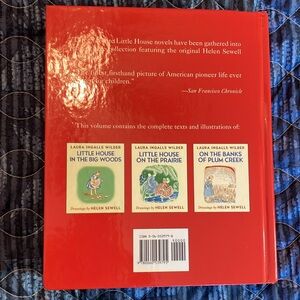 Little House novels have been gathered into
collection featuring the original Helen Sewell
firsthand picture of American pioneer life ever
children."
—San Francisco Chronicle
This volume contains the complete texts and illustrations of:
LAURA INGALLS WILDER
LITTLE HOUSE
IN THE BIG WOODS
Drawings by HELEN SEWELL
LAURA INGALLS WILDER
LITTLE HOUSE
ON THE PRAIRIE
Drawings by HELEN SEWELL
LAURA INGALLS WILDER
ON THE BANKS
OF PLUM CREEK
Drawings by HELEN SEWELL
90000